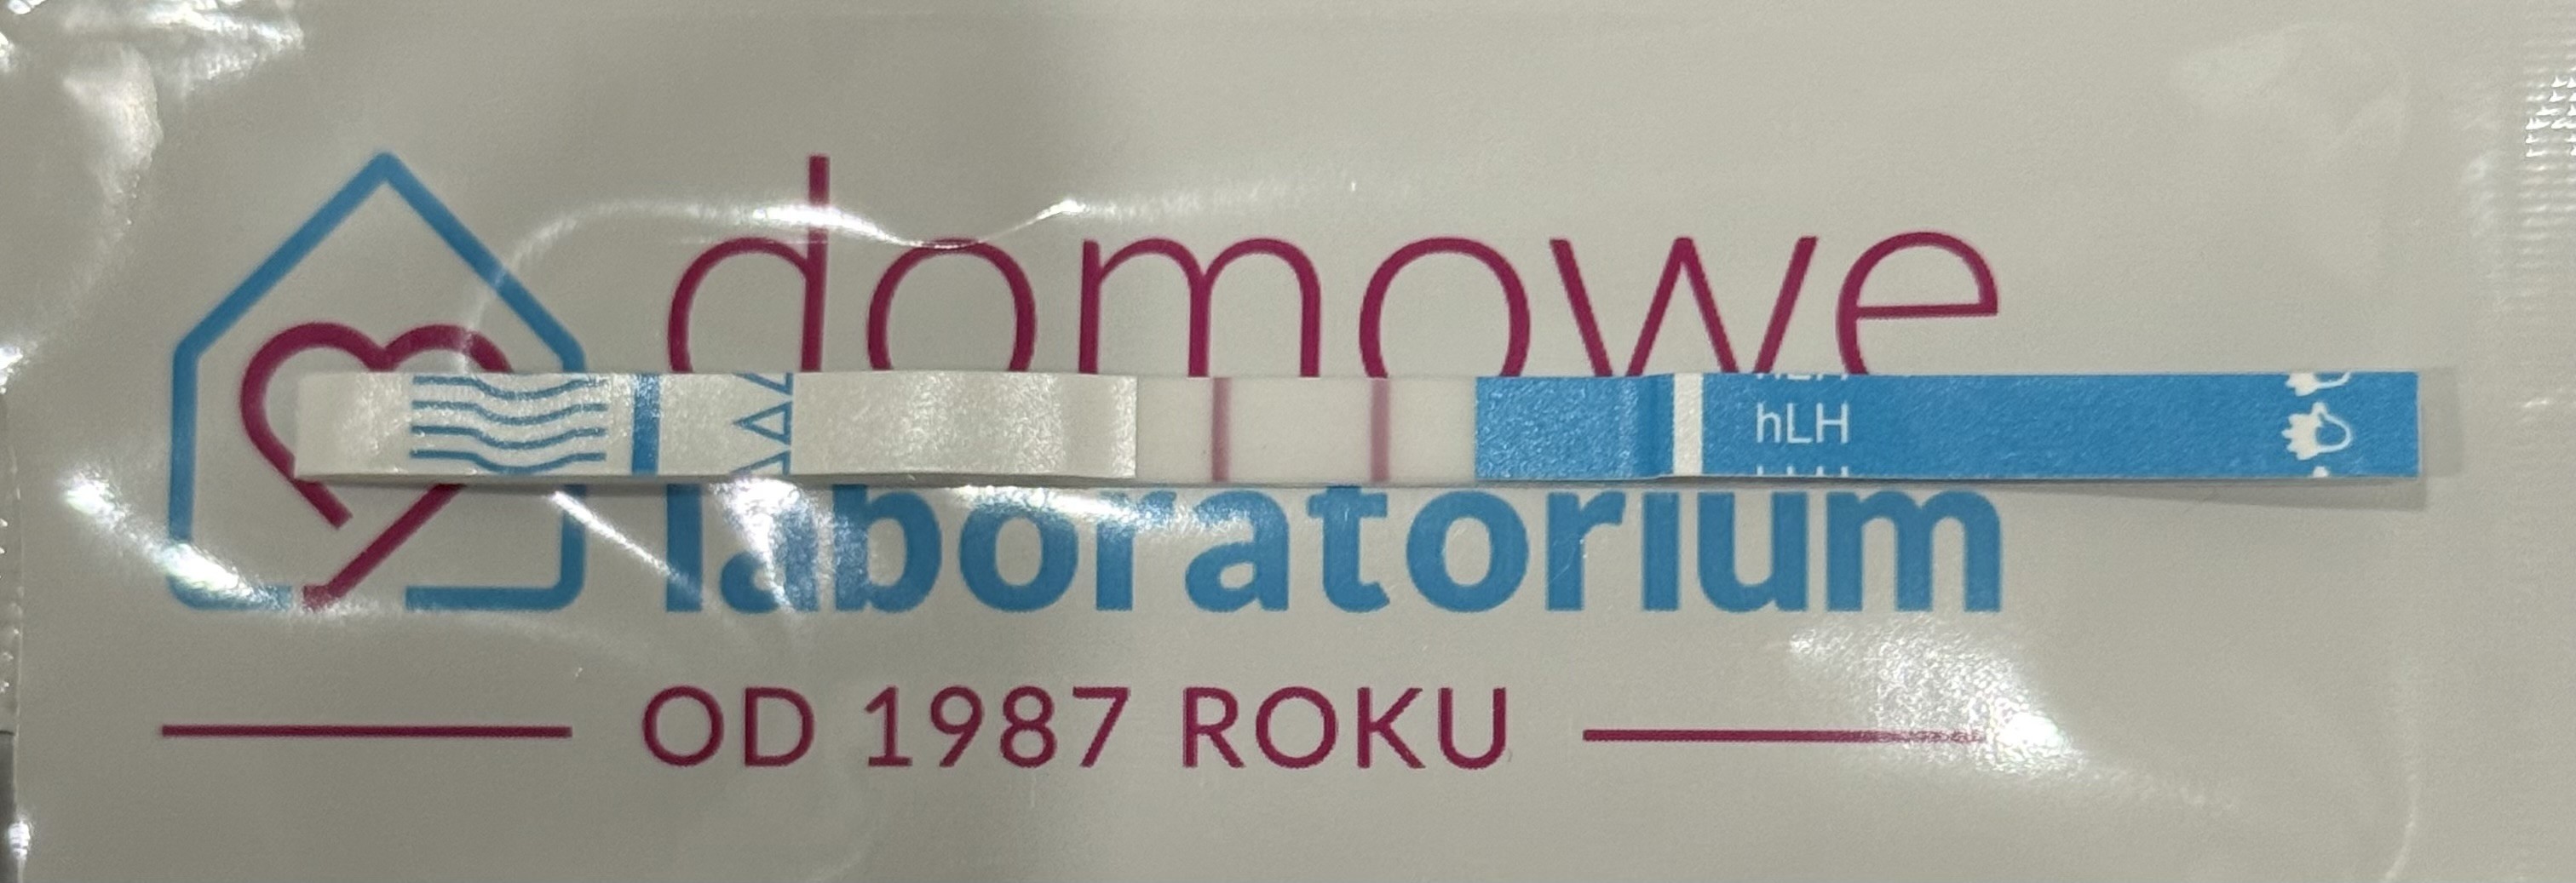 domowe
hLH
laboratorium
OD 1987 ROKU